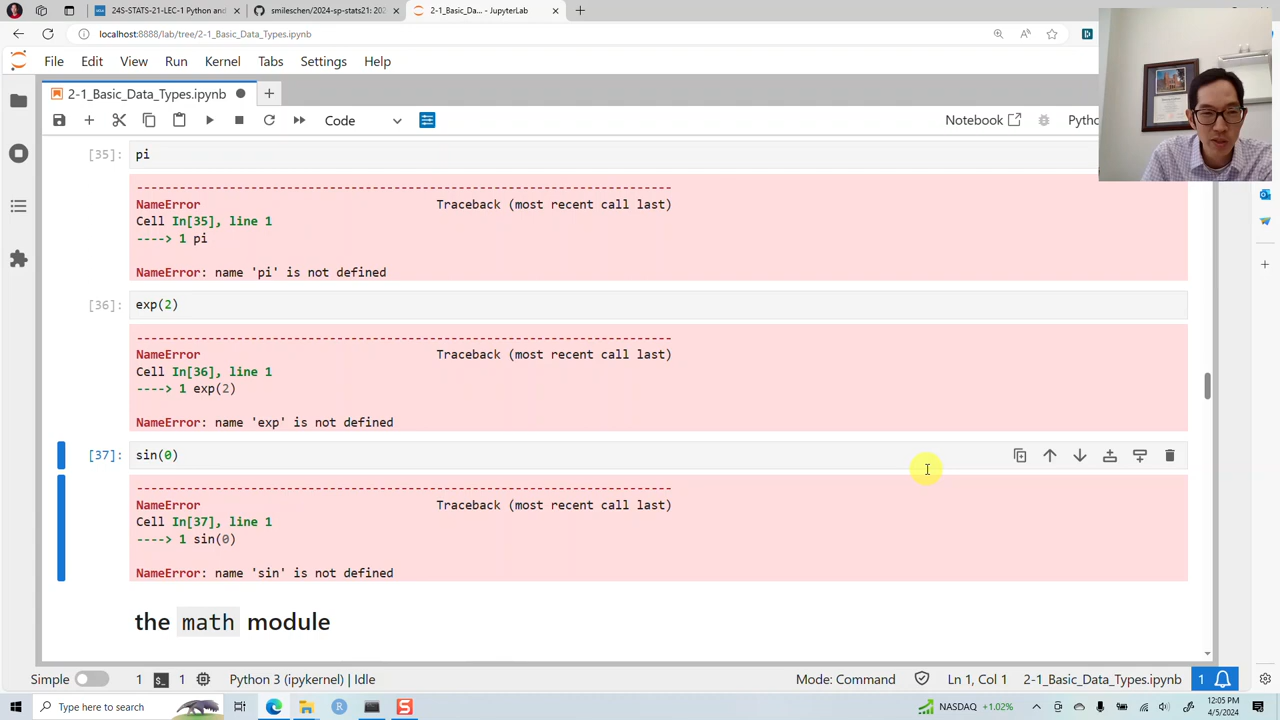 24S-STATS-21-LEC-1 Python and
smileschen/2024-sp-stats21: 202
2-1_Basic_Da... - JupyterLab
localhost:8888/lab/tree/2-1_Basic_Data_Types.ipynb
File Edit View Run Kernel Tabs Settings Help
2-1_Basic_Data_Types.ipynb
Code
Notebook
Pytho
[35]: pi
---------------------------------------------------------------------------
NameError Traceback (most recent call last)
Cell In[35], line 1
----> 1 pi
NameError: name 'pi' is not defined
[36]: exp(2)
---------------------------------------------------------------------------
NameError Traceback (most recent call last)
Cell In[36], line 1
----> 1 exp(2)
NameError: name 'exp' is not defined
[37]: sin(0)
---------------------------------------------------------------------------
NameError Traceback (most recent call last)
Cell In[37], line 1
----> 1 sin(0)
NameError: name 'sin' is not defined
the math module
Simple 1 $_ 1 Python 3 (ipykernel) | Idle Mode: Command Ln 1, Col 1 2-1_Basic_Data_Types.ipynb 1
Type here to search
NASDAQ +1.02%
12:05 PM
4/5/2024